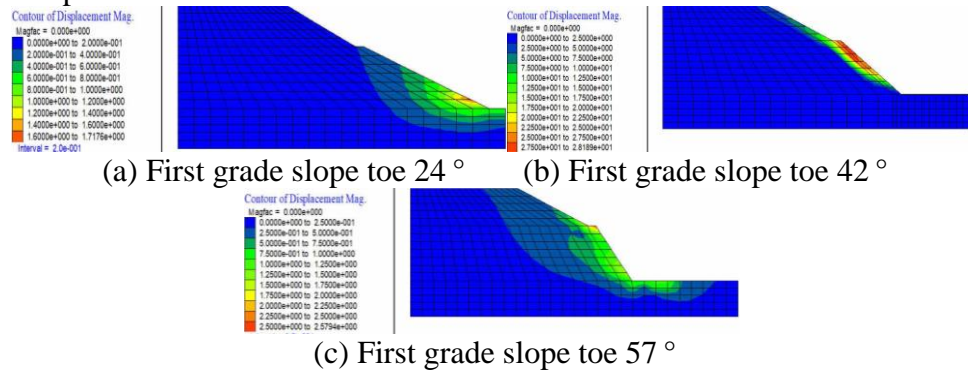 Contour of Displacement Mag.
Magfac = 0.000e+000
0.0000e+000 to 2.0000e-001
2.0000e-001 to 4.0000e-001
4.0000e-001 to 6.0000e-001
6.0000e-001 to 8.0000e-001
8.0000e-001 to 1.0000e+000
1.0000e+000 to 1.2000e+000
1.2000e+000 to 1.4000e+000
1.4000e+000 to 1.6000e+000
1.6000e+000 to 1.7176e+000
Interval = 2.0e-001
Contour of Displacement Mag.
Magfac = 0.000e+000
0.0000e+000 to 2.5000e+000
2.5000e+000 to 5.0000e+000
5.0000e+000 to 7.5000e+000
7.5000e+000 to 1.0000e+001
1.0000e+001 to 1.2500e+001
1.2500e+001 to 1.5000e+001
1.5000e+001 to 1.7500e+001
1.7500e+001 to 2.0000e+001
2.0000e+001 to 2.2500e+001
2.2500e+001 to 2.5000e+001
2.5000e+001 to 2.7500e+001
2.7500e+001 to 2.8189e+001
(a) First grade slope toe 24 °
(b) First grade slope toe 42 °
Contour of Displacement Mag.
Magfac = 0.000e+000
0.0000e+000 to 2.5000e-001
2.5000e-001 to 5.0000e-001
5.0000e-001 to 7.5000e-001
7.5000e-001 to 1.0000e+000
1.0000e+000 to 1.2500e+000
1.2500e+000 to 1.5000e+000
1.5000e+000 to 1.7500e+000
1.7500e+000 to 2.0000e+000
2.0000e+000 to 2.2500e+000
2.2500e+000 to 2.5000e+000
2.5000e+000 to 2.5794e+000
(c) First grade slope toe 57 °